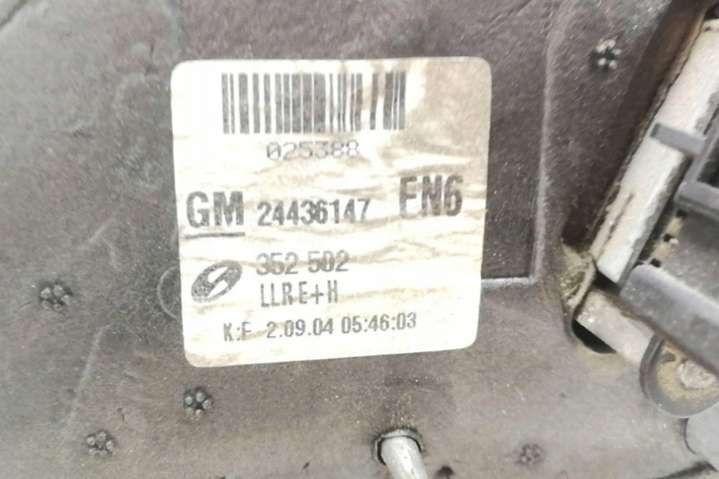 025388
GM 24436147 EN6
352 502
LLR E+H
K:F 2.09.04 05:46:03